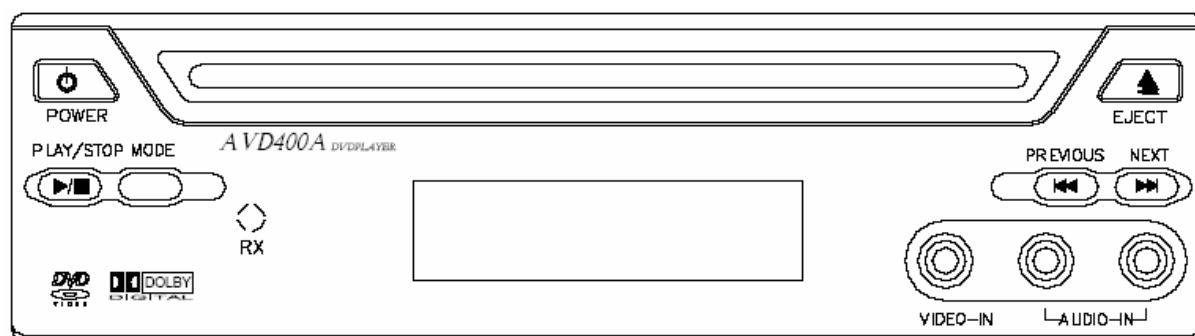 POWER
EJECT
PLAY/STOP MODE
AVD400A DVDPLAYER
PREVIOUS NEXT
RX
DVD VIDEO
DOLBY DIGITAL
VIDEO-IN
AUDIO-IN